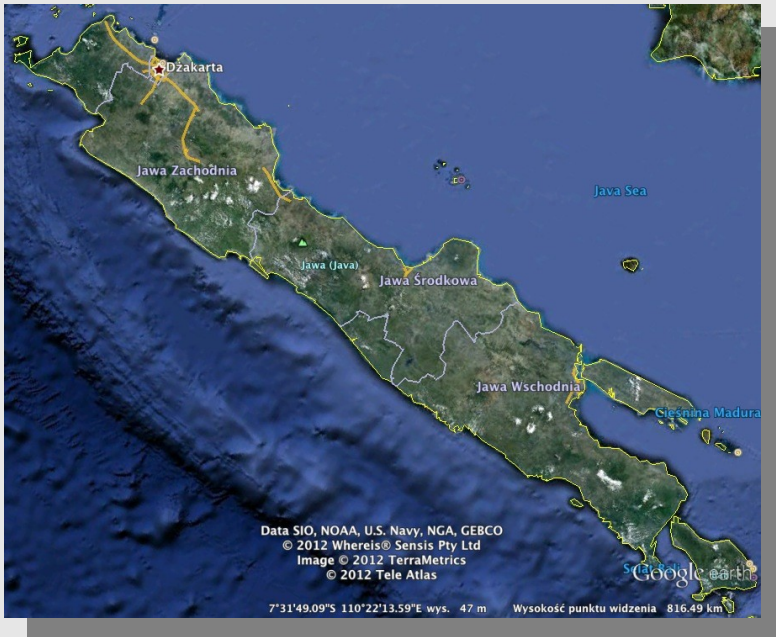 Dżakarta
Jawa Zachodnia
Java Sea
Jawa (Java)
Jawa Środkowa
Jawa Wschodnia
Cieśnina Madura
Data SIO, NOAA, U.S. Navy, NGA, GEBCO
© 2012 Whereis® Sensis Pty Ltd
Image © 2012 TerraMetrics
© 2012 Tele Atlas
Google earth
7°31'49.09"S 110°22'13.59"E wys. 47 m Wysokość punktu widzenia 816.49 km